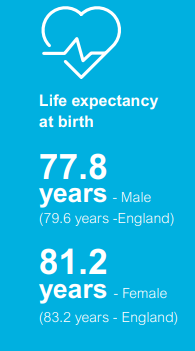 Life expectancy
at birth
77.8
years - Male
(79.6 years -England)
81.2
years - Female
(83.2 years - England)